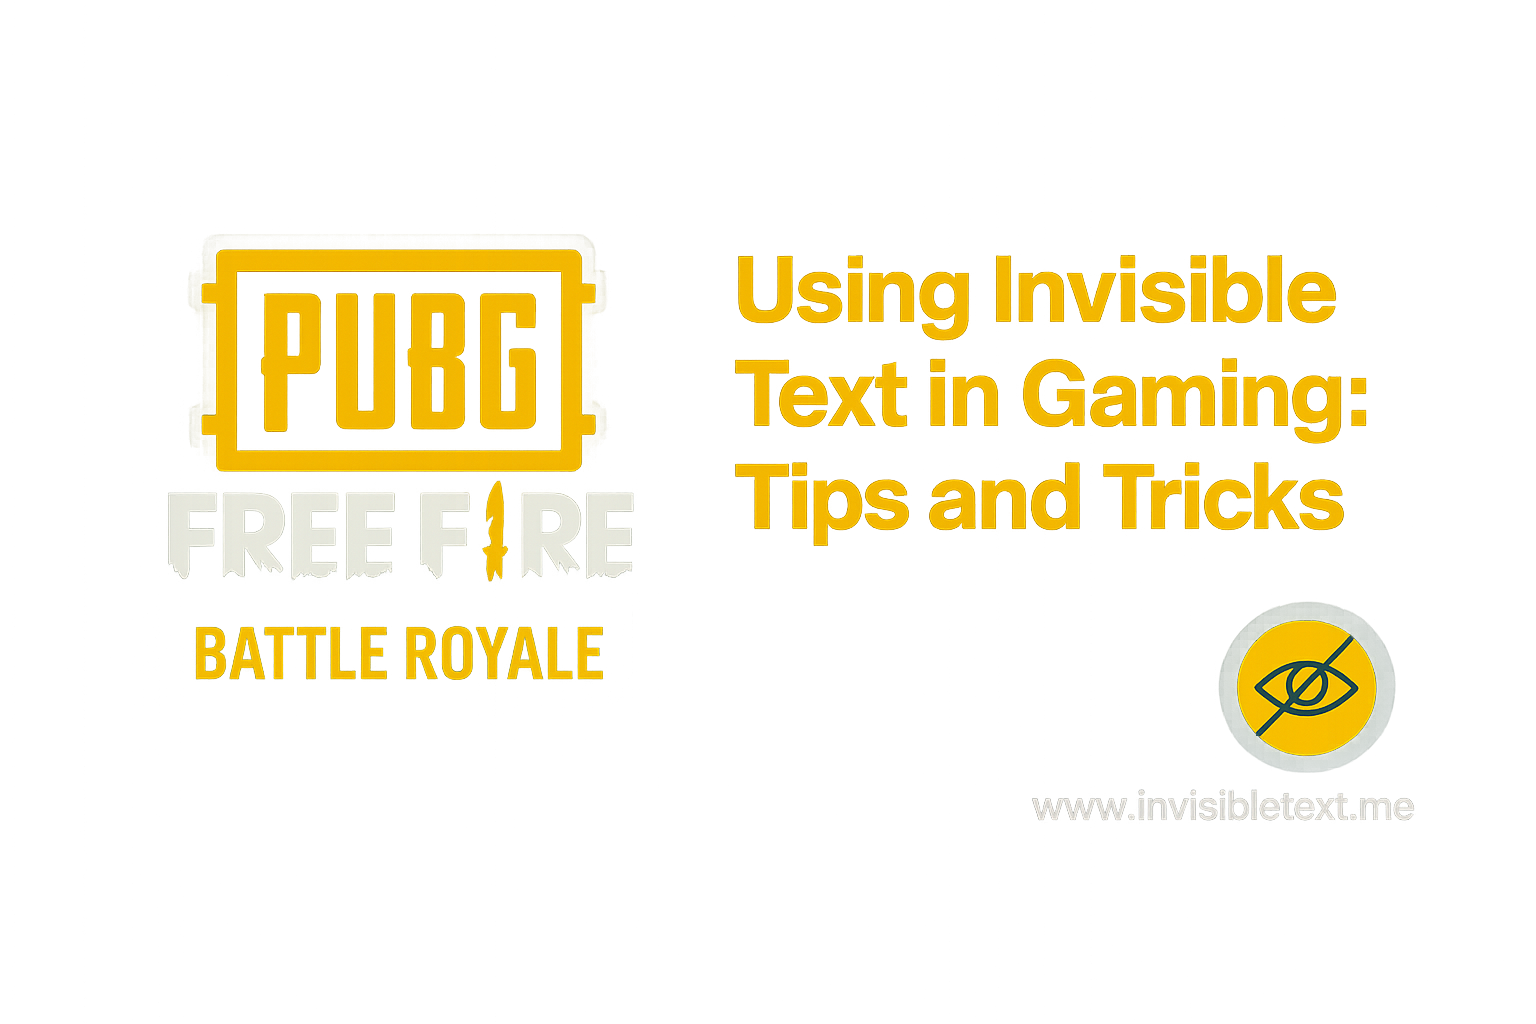 PUBG
FREE FIRE
BATTLE ROYALE
Using Invisible
Text in Gaming:
Tips and Tricks
www.invisibletext.me